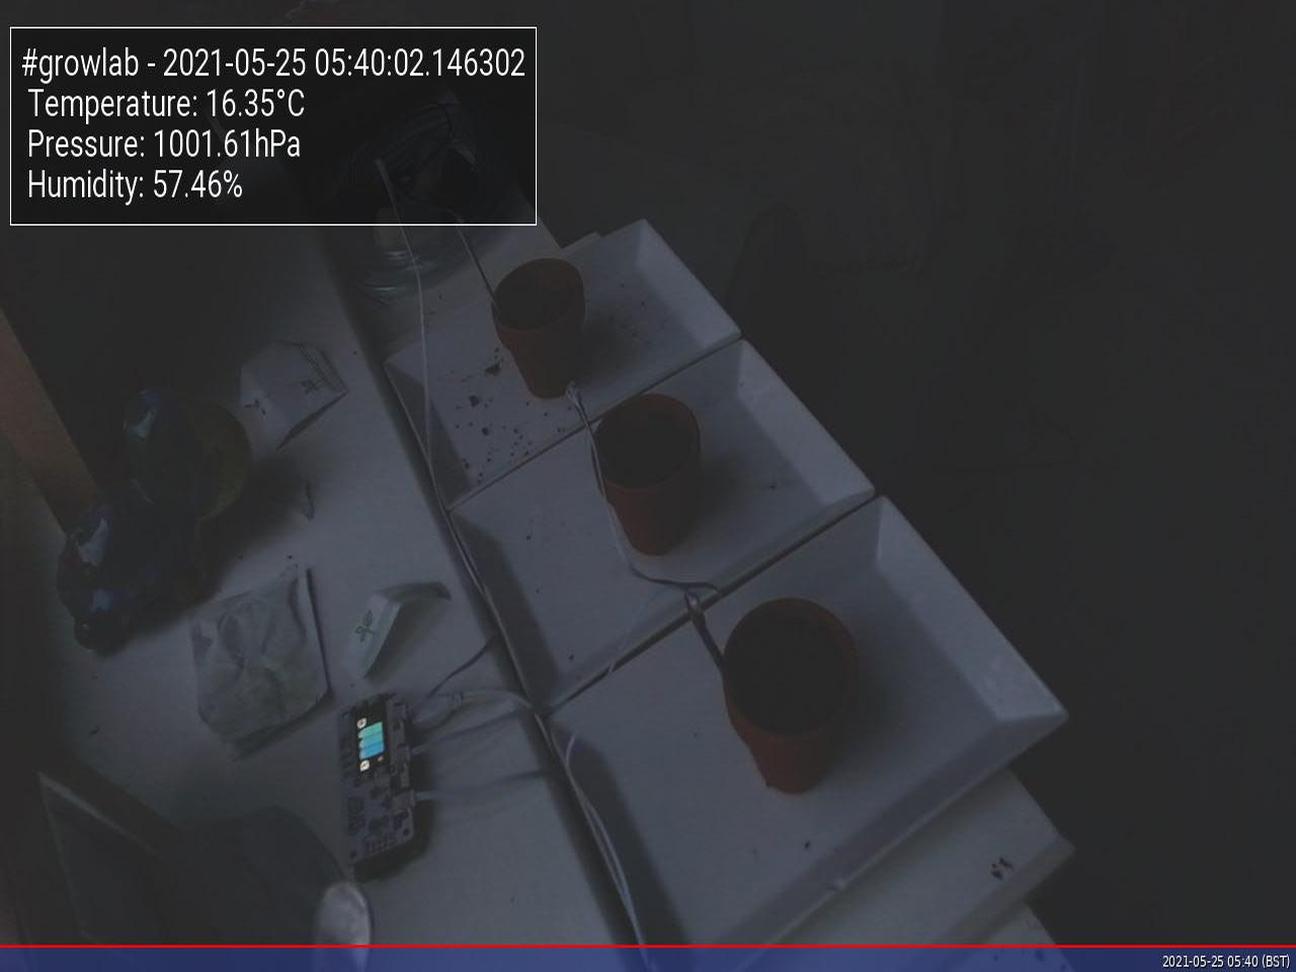 #growlab - 2021-05-25 05:40:02.146302
Temperature: 16.35°C
Pressure: 1001.61hPa
Humidity: 57.46%
2021-05-25 05:40 (BST)